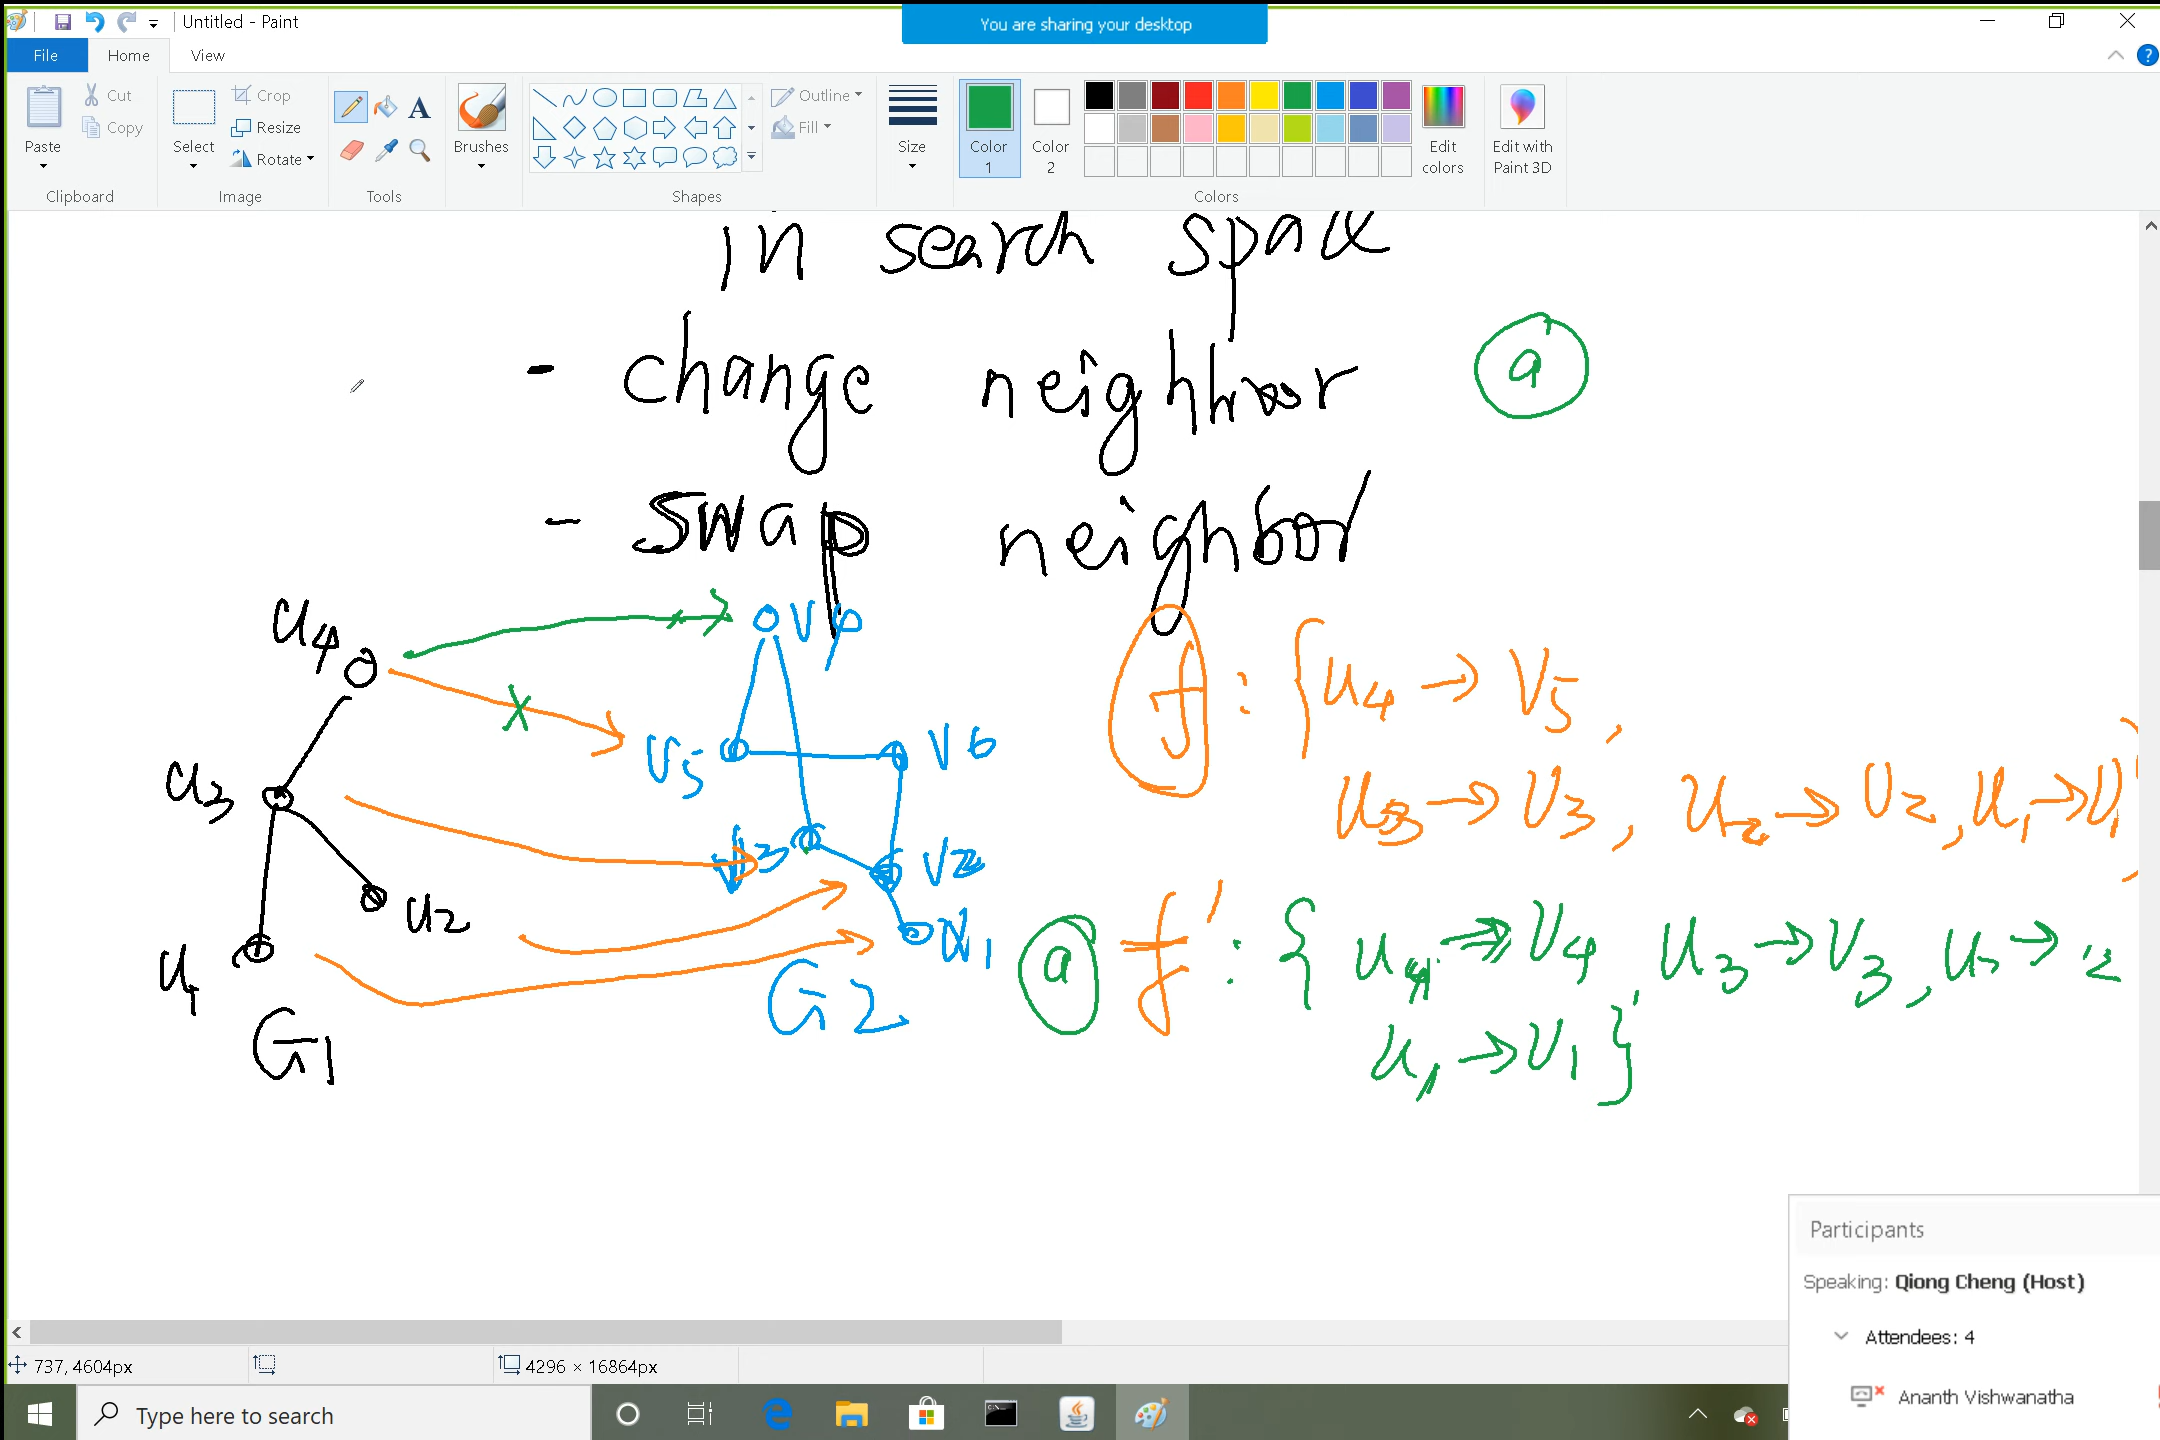 Untitled - Paint
You are sharing your desktop
File Home View
Paste
Cut
Copy
Clipboard
Select
Crop
Resize
Rotate
Image
A
Tools
Brushes
Outline
Fill
Shapes
Size
Color 1
Color 2
Edit colors
Colors
Edit with Paint 3D
in search space
- change neighbor
a
- swap neighbor
u4
V4
f : { u4 → V5 ,
V5
V6
u3
u3 → V3 , u2 → V2 , u1 → V1 }
V3
V2
u2
V1
u1
a f' : { u4 → V4 , u3 → V3 , u2 → 2
G2
G1
u1 → V1 }
Participants
Speaking: Qiong Cheng (Host)
Attendees: 4
Ananth Vishwanatha
737, 4604px
4296 × 16864px
Type here to search